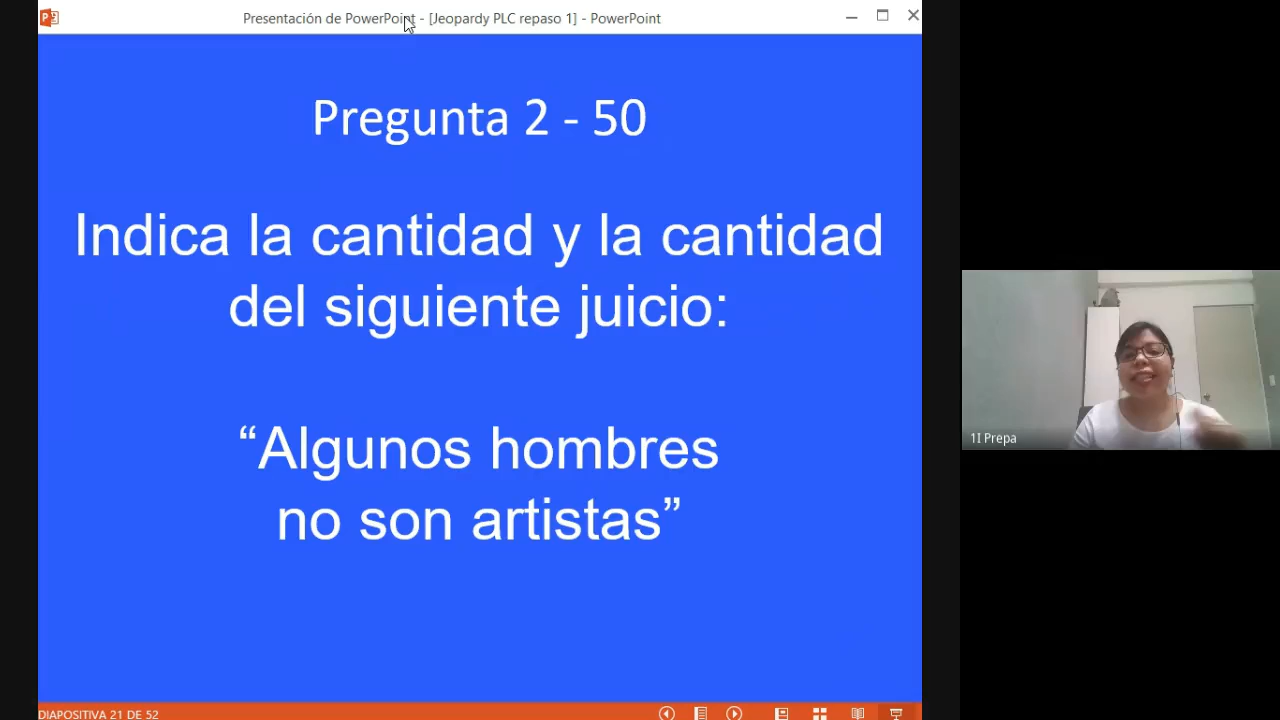 Presentación de PowerPoint - [Jeopardy PLC repaso 1] - PowerPoint
Pregunta 2 - 50
Indica la cantidad y la cantidad
del siguiente juicio:
“Algunos hombres
no son artistas”
1I Prepa
DIAPOSITIVA 21 DE 52